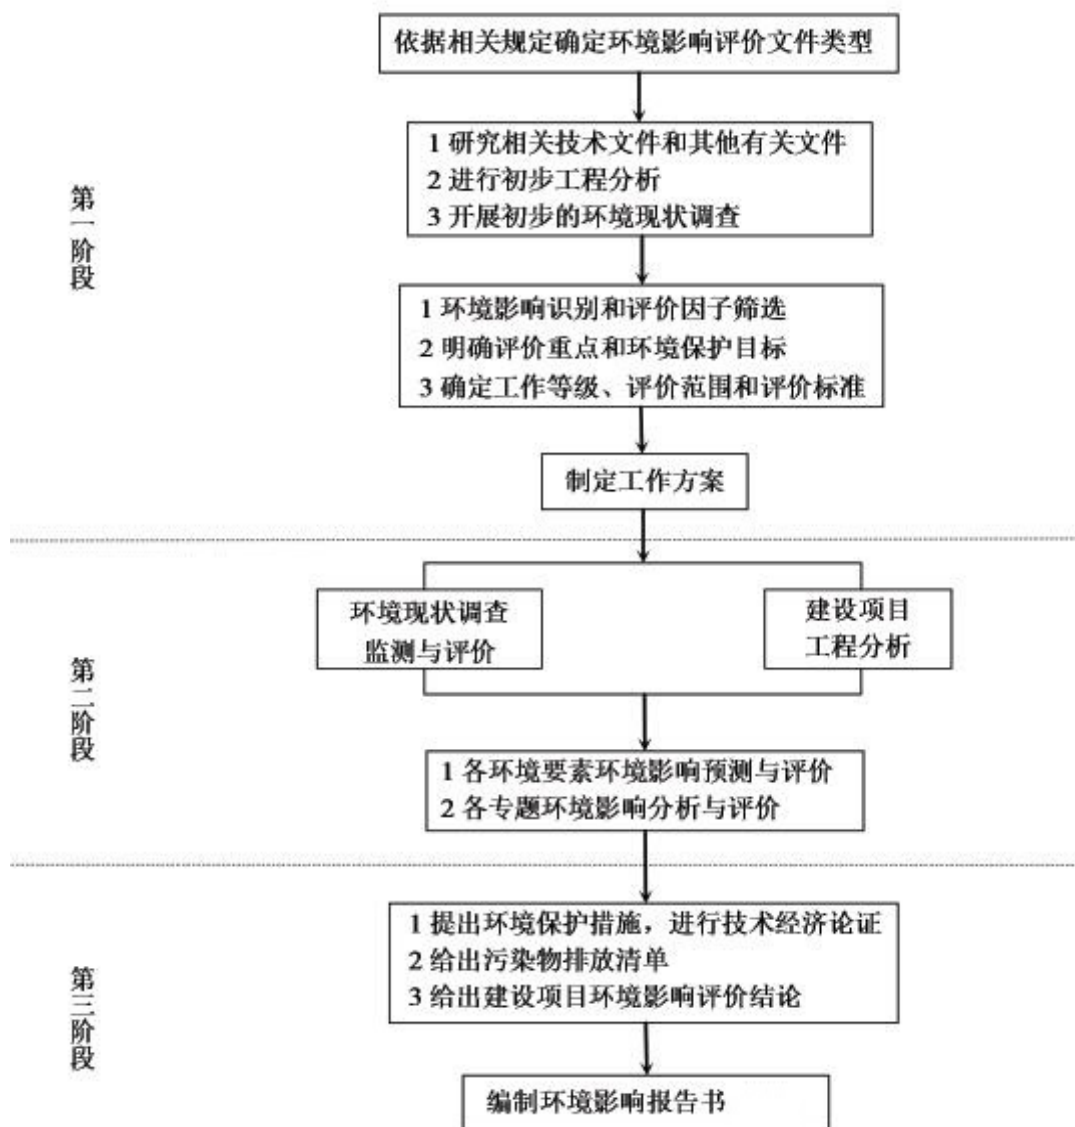 依据相关规定确定环境影响评价文件类型
1 研究相关技术文件和其他有关文件
2 进行初步工程分析
3 开展初步的环境现状调查
第一阶段
1 环境影响识别和评价因子筛选
2 明确评价重点和环境保护目标
3 确定工作等级、评价范围和评价标准
制定工作方案
环境现状调查
监测与评价
建设项目
工程分析
第二阶段
1 各环境要素环境影响预测与评价
2 各专题环境影响分析与评价
1 提出环境保护措施，进行技术经济论证
2 给出污染物排放清单
3 给出建设项目环境影响评价结论
第三阶段
编制环境影响报告书